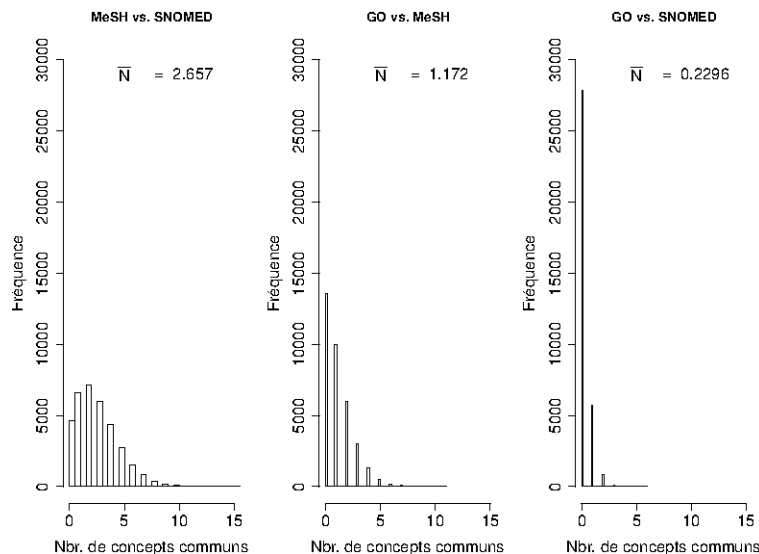 MeSH vs. SNOMED
N = 2.657
Fréquence
30000
25000
20000
15000
10000
5000
0
0 5 10 15
Nbr. de concepts communs
GO vs. MeSH
N = 1.172
Fréquence
30000
25000
20000
15000
10000
5000
0
0 5 10 15
Nbr. de concepts communs
GO vs. SNOMED
N = 0.2296
Fréquence
30000
25000
20000
15000
10000
5000
0
0 5 10 15
Nbr. de concepts communs